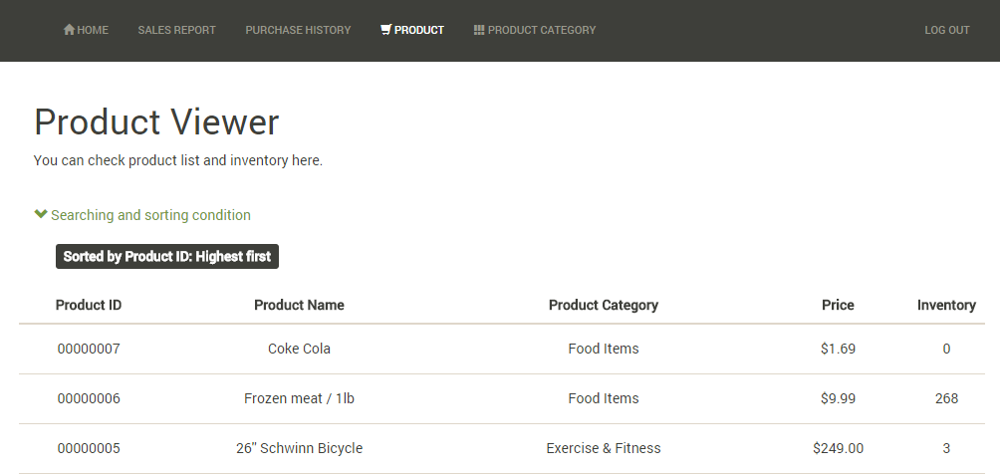 HOME SALES REPORT PURCHASE HISTORY PRODUCT PRODUCT CATEGORY LOG OUT
Product Viewer
You can check product list and inventory here.
Searching and sorting condition
Sorted by Product ID: Highest first
Product ID Product Name Product Category Price Inventory
00000007 Coke Cola Food Items $1.69 0
00000006 Frozen meat / 1lb Food Items $9.99 268
00000005 26" Schwinn Bicycle Exercise & Fitness $249.00 3